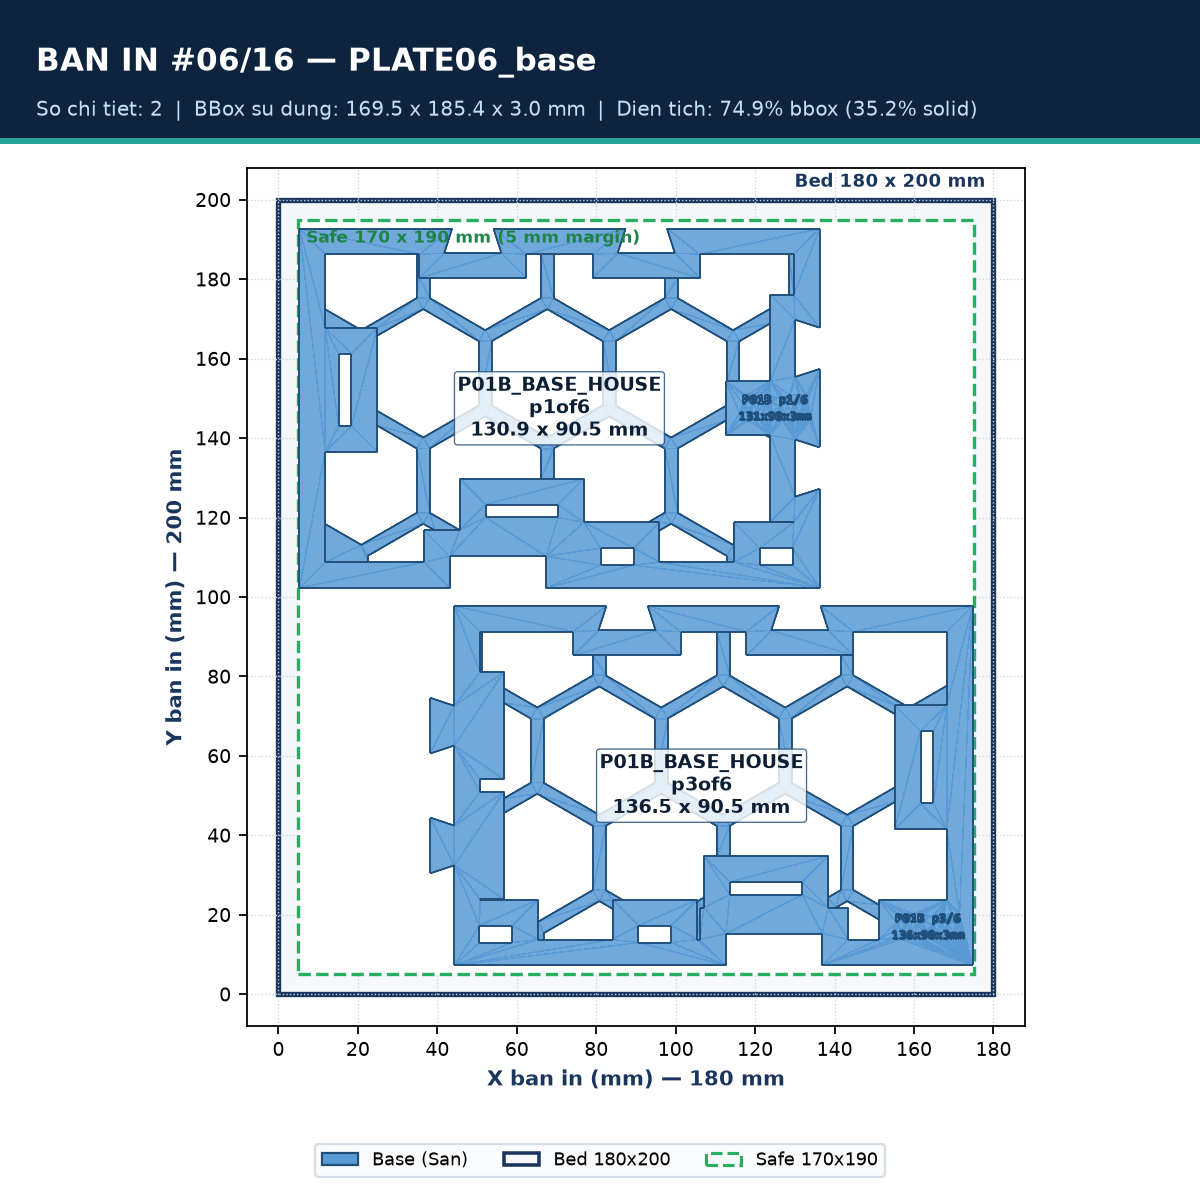 BAN IN #06/16 — PLATE06_base
So chi tiet: 2 | BBox su dung: 169.5 x 185.4 x 3.0 mm | Dien tich: 74.9% bbox (35.2% solid)
Bed 180 x 200 mm
Safe 170 x 190 mm (5 mm margin)
200
180
160
140
120
100
80
60
40
20
0
Y ban in (mm) — 200 mm
P01B_BASE_HOUSE
p1of6
130.9 x 90.5 mm
P01B p1/6
131x90x3mm
P01B_BASE_HOUSE
p3of6
136.5 x 90.5 mm
P01B p3/6
136x90x3mm
0 20 40 60 80 100 120 140 160 180
X ban in (mm) — 180 mm
Base (San) Bed 180x200 Safe 170x190